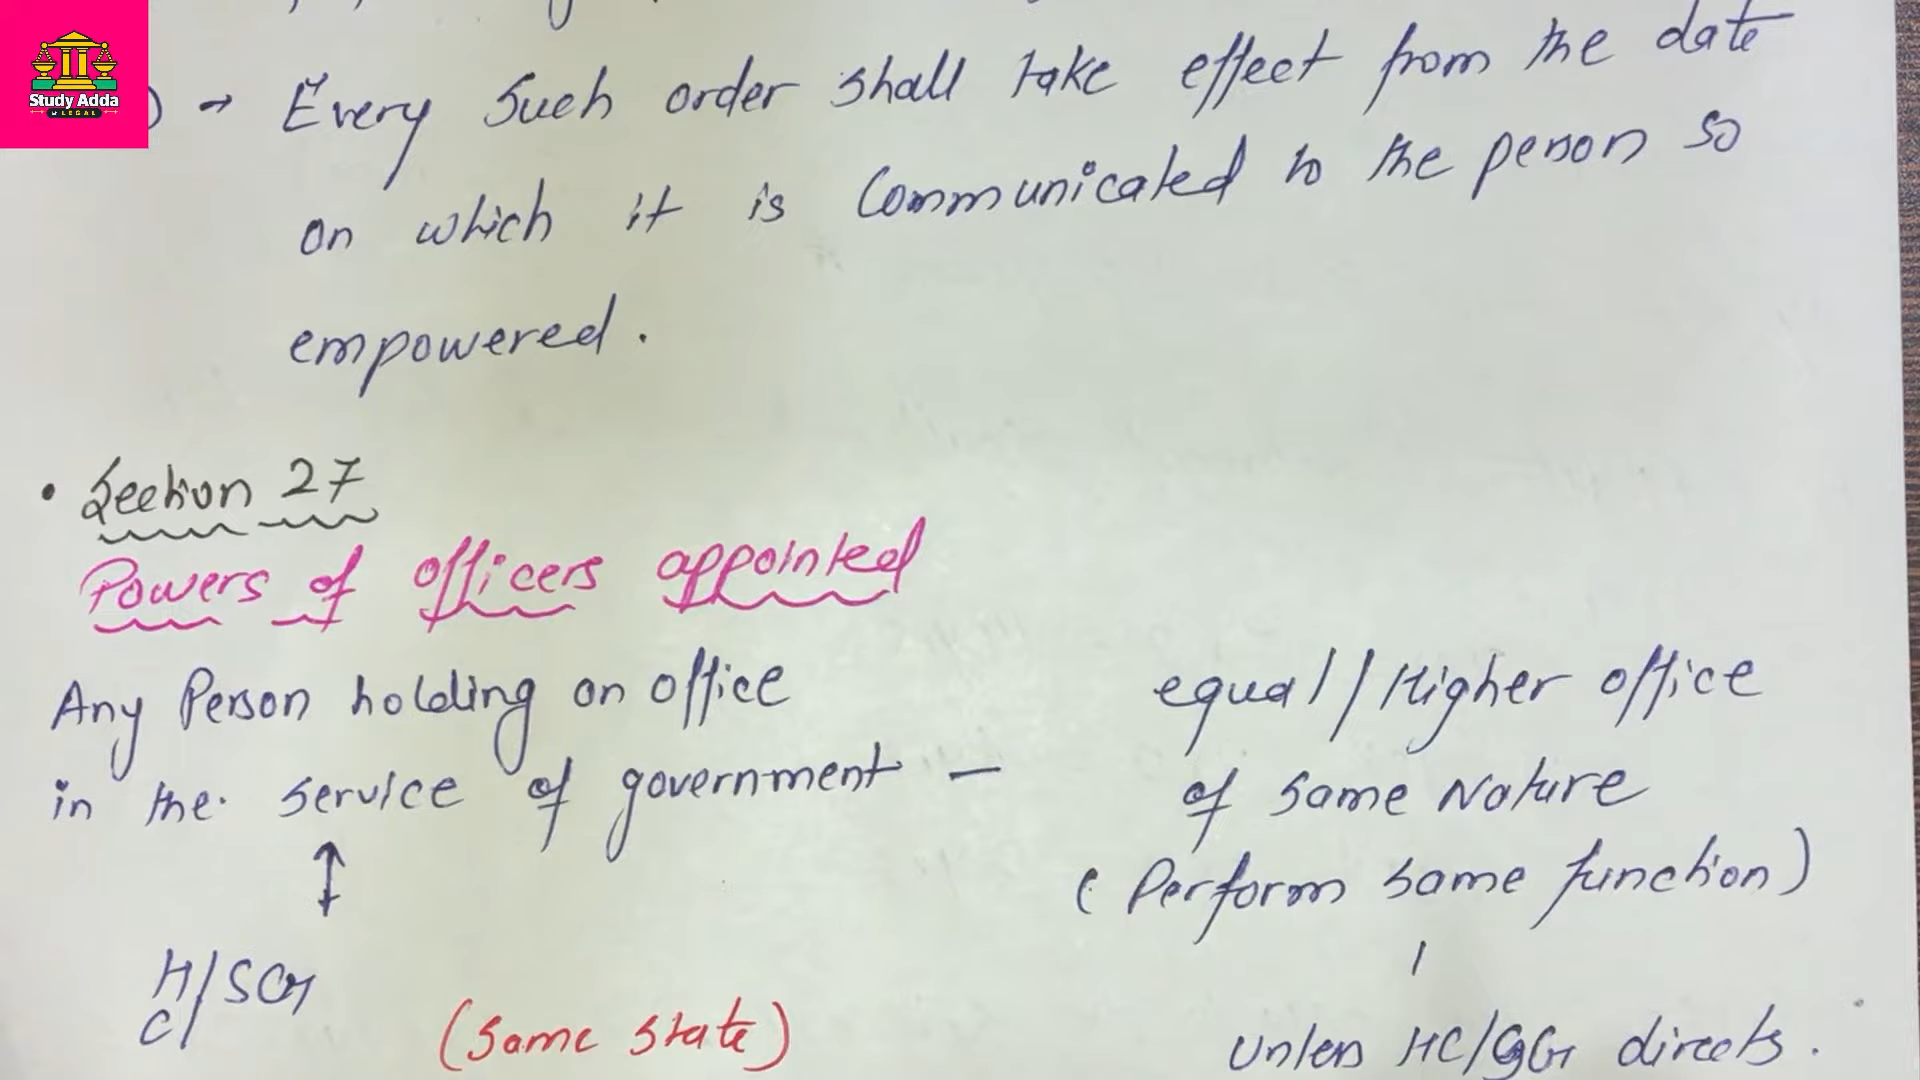 Study Adda
LEGAL
) → Every such order shall take effect from the date
on which it is communicated to the person so
empowered.
• Section 27
Powers of officers appointed
Any Person holding an office
in the service of government —
equal/Higher office
of same Nature
(Perform same function)
HC/SG
(Same state)
unless HC/SG directs.